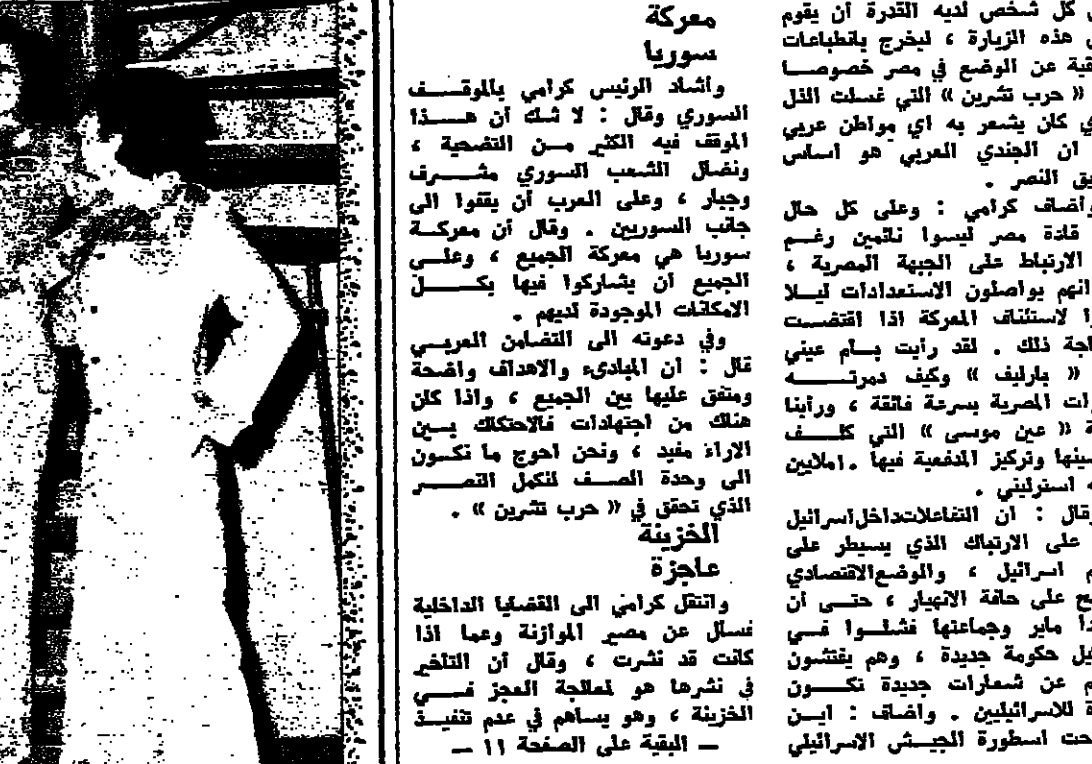 كل شخص لديه القدرة أن يقوم
هذه الزيارة ، ليخرج بانطباعات
عن الوضع في مصر خصوصا
« حرب تشرين » التي غسلت الذل
كان يشعر به اي مواطن عربي
ان الجندي العربي هو اساس
النصر .
وأضاف كرامي : وعلى كل حال
قادة مصر ليسوا نائمين رغم
الارتباط على الجبهة المصرية ،
انهم يواصلون الاستعدادات ليلا
لاستئناف المعركة اذا اقتضت
ذلك . لقد رأيت بام عيني
« بارليف » وكيف دمرته
المصرية بسرعة فائقة ، ورأينا
« عين موسى » التي كلف
وتركيز المدفعية فيها ١٠ملايين
استرليني .
قال : ان التفاعلات داخل اسرائيل
على الارتباك الذي يسيطر على
اسرائيل ، والوضع الاقتصادي
على حافة الانهيار ، حتى أن
ماير وجماعتها فشلوا في
حكومة جديدة ، وهم يفتشون
عن شعارات جديدة تكون
للاسرائيليين . واضاف : اين
اسطورة الجيش الاسرائيلي
معركة
سوريا
وأشاد الرئيس كرامي بالموقف
السوري وقال : لا شك أن هذا
الموقف فيه الكثير من التضحية ،
ونضال الشعب السوري مشرف
وجبار ، وعلى العرب أن يقفوا الى
جانب السوريين . وقال أن معركة
سوريا هي معركة الجميع ، وعلى
الجميع أن يشاركوا فيها بكل
الامكانات الموجودة لديهم .
وفي دعوته الى التضامن العربي
قال : ان المبادىء والاهداف واضحة
ومتفق عليها بين الجميع ، واذا كان
هناك من اجتهادات فالاحتكاك بين
الاراء مفيد ، ونحن احوج ما نكون
الى وحدة الصف لنكمل النصر
الذي تحقق في « حرب تشرين » .
الخزينة
عاجزة
وانتقل كرامي الى القضايا الداخلية
فسأل عن مصير الموازنة وعما اذا
كانت قد نشرت ، وقال أن التأخير
في نشرها هو لمعالجة العجز في
الخزينة ، وهو يساهم في عدم تنفيذ
— البقية على الصفحة ١١ —